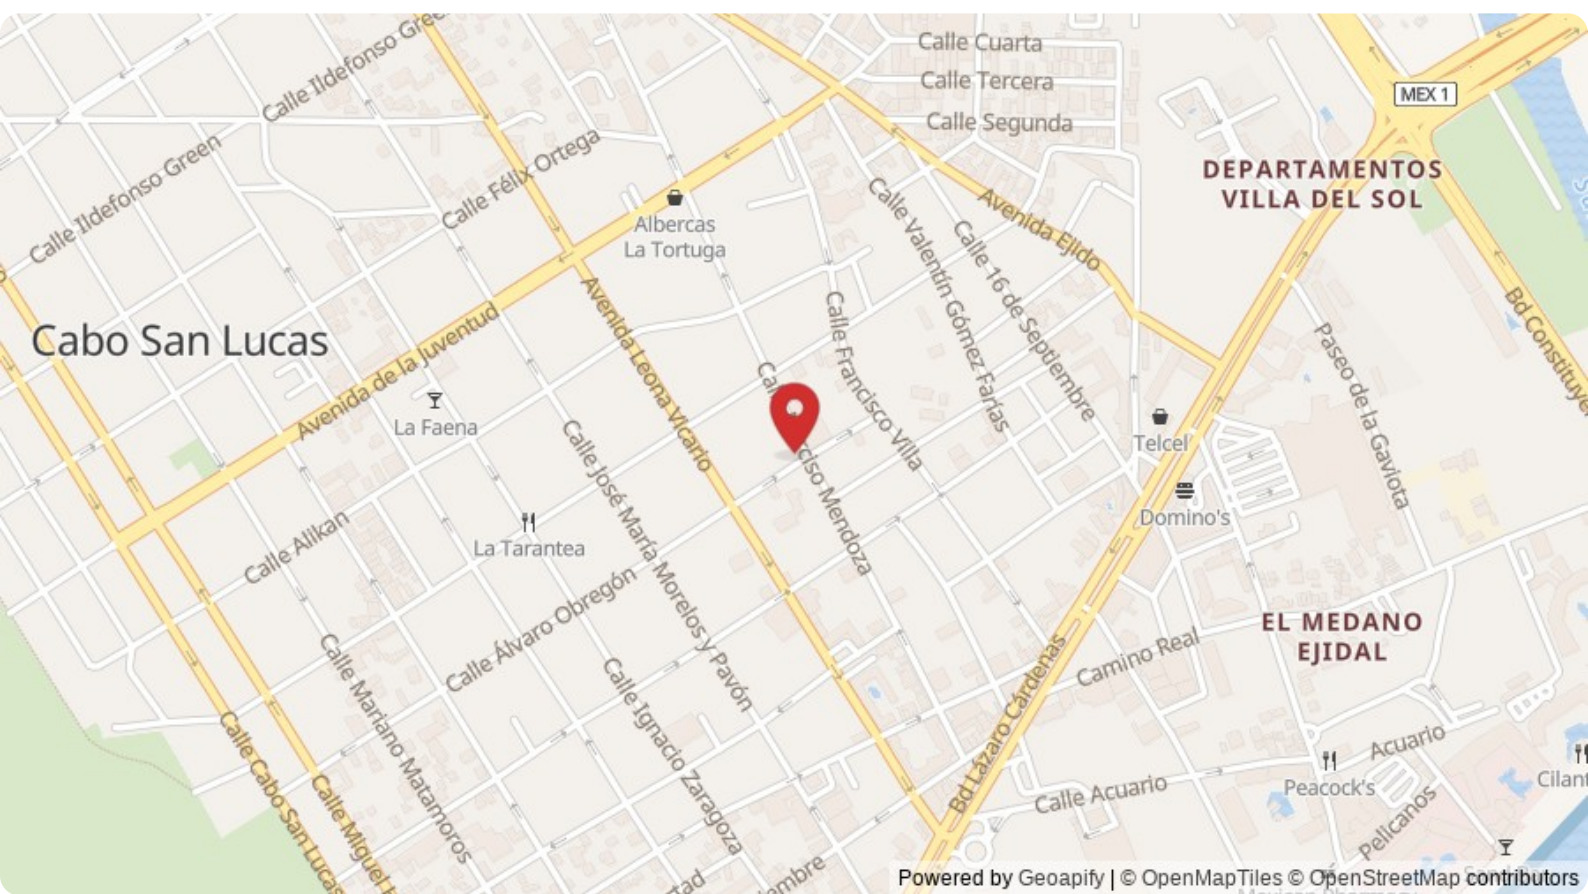 Calle Cuarta
Calle Ildefonso Green
Calle Tercera
MEX 1
Calle Segunda
Calle Félix Ortega
Calle Ildefonso Green
DEPARTAMENTOS
VILLA DEL SOL
Albercas
La Tortuga
Calle Valentín Gómez Farías
Avenida Ejido
Calle 16 de Septiembre
Cabo San Lucas
Avenida de la Juventud
Avenida Leona Vicario
Calle Francisco Villa
Paseo de la Gaviota
La Faena
Telcel
Domino's
Calle Alikan
La Tarantea
Calle José María Morelos y Pavón
Mendoza
Calle Álvaro Obregón
EL MEDANO
EJIDAL
Camino Real
Calle Mariano Matamoros
Calle Ignacio Zaragoza
Bd Lázaro Cárdenas
Calle Cabo San Lucas
Calle Miguel
Acuario
Peacock's
Calle Acuario
Pelícanos
Powered by Geoapify | © OpenMapTiles © OpenStreetMap contributors